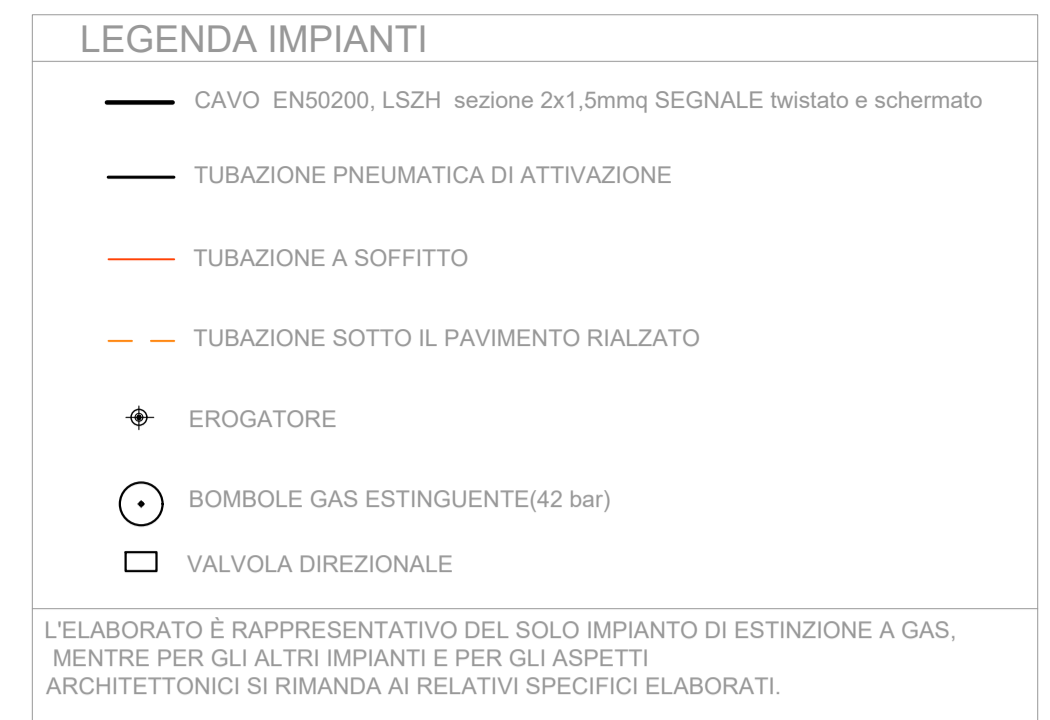 LEGENDA IMPIANTI
CAVO EN50200, LSZH sezione 2x1,5mmq SEGNALE twistato e schermato
TUBAZIONE PNEUMATICA DI ATTIVAZIONE
TUBAZIONE A SOFFITTO
TUBAZIONE SOTTO IL PAVIMENTO RIALZATO
EROGATORE
BOMBOLE GAS ESTINGUENTE(42 bar)
VALVOLA DIREZIONALE
L'ELABORATO È RAPPRESENTATIVO DEL SOLO IMPIANTO DI ESTINZIONE A GAS,
MENTRE PER GLI ALTRI IMPIANTI E PER GLI ASPETTI
ARCHITETTONICI SI RIMANDA AI RELATIVI SPECIFICI ELABORATI.